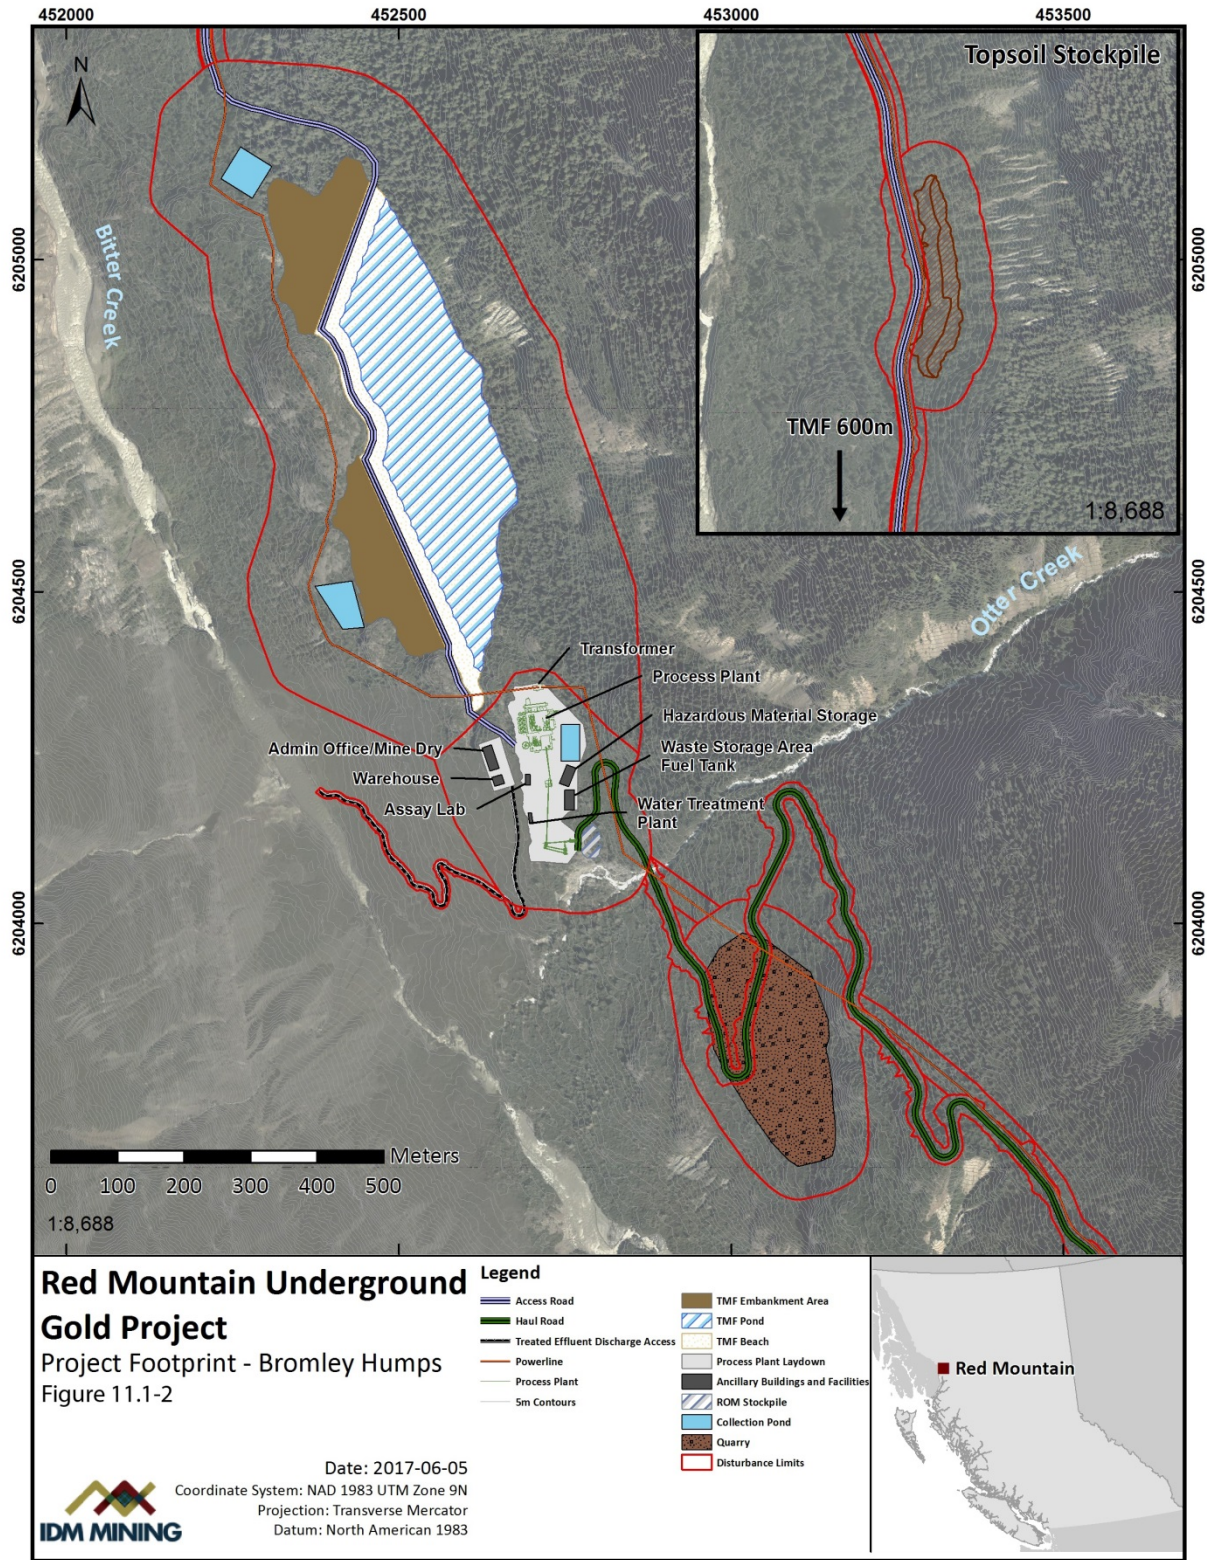 452000
452500
453000
453500
N
Topsoil Stockpile
Bitter Creek
6205000
6205000
TMF 600m
1:8,688
6204500
6204500
Otter Creek
Transformer
Process Plant
Hazardous Material Storage
Waste Storage Area
Fuel Tank
Admin Office/Mine Dry
Warehouse
Assay Lab
Water Treatment
Plant
6204000
6204000
Meters
0 100 200 300 400 500
1:8,688
Red Mountain Underground
Gold Project
Project Footprint - Bromley Humps
Figure 11.1-2
Date: 2017-06-05
Coordinate System: NAD 1983 UTM Zone 9N
Projection: Transverse Mercator
Datum: North American 1983
IDM MINING
Legend
Access Road
Haul Road
Treated Effluent Discharge Access
Powerline
Process Plant
5m Contours
TMF Embankment Area
TMF Pond
TMF Beach
Process Plant Laydown
Ancillary Buildings and Facilities
ROM Stockpile
Collection Pond
Quarry
Disturbance Limits
Red Mountain